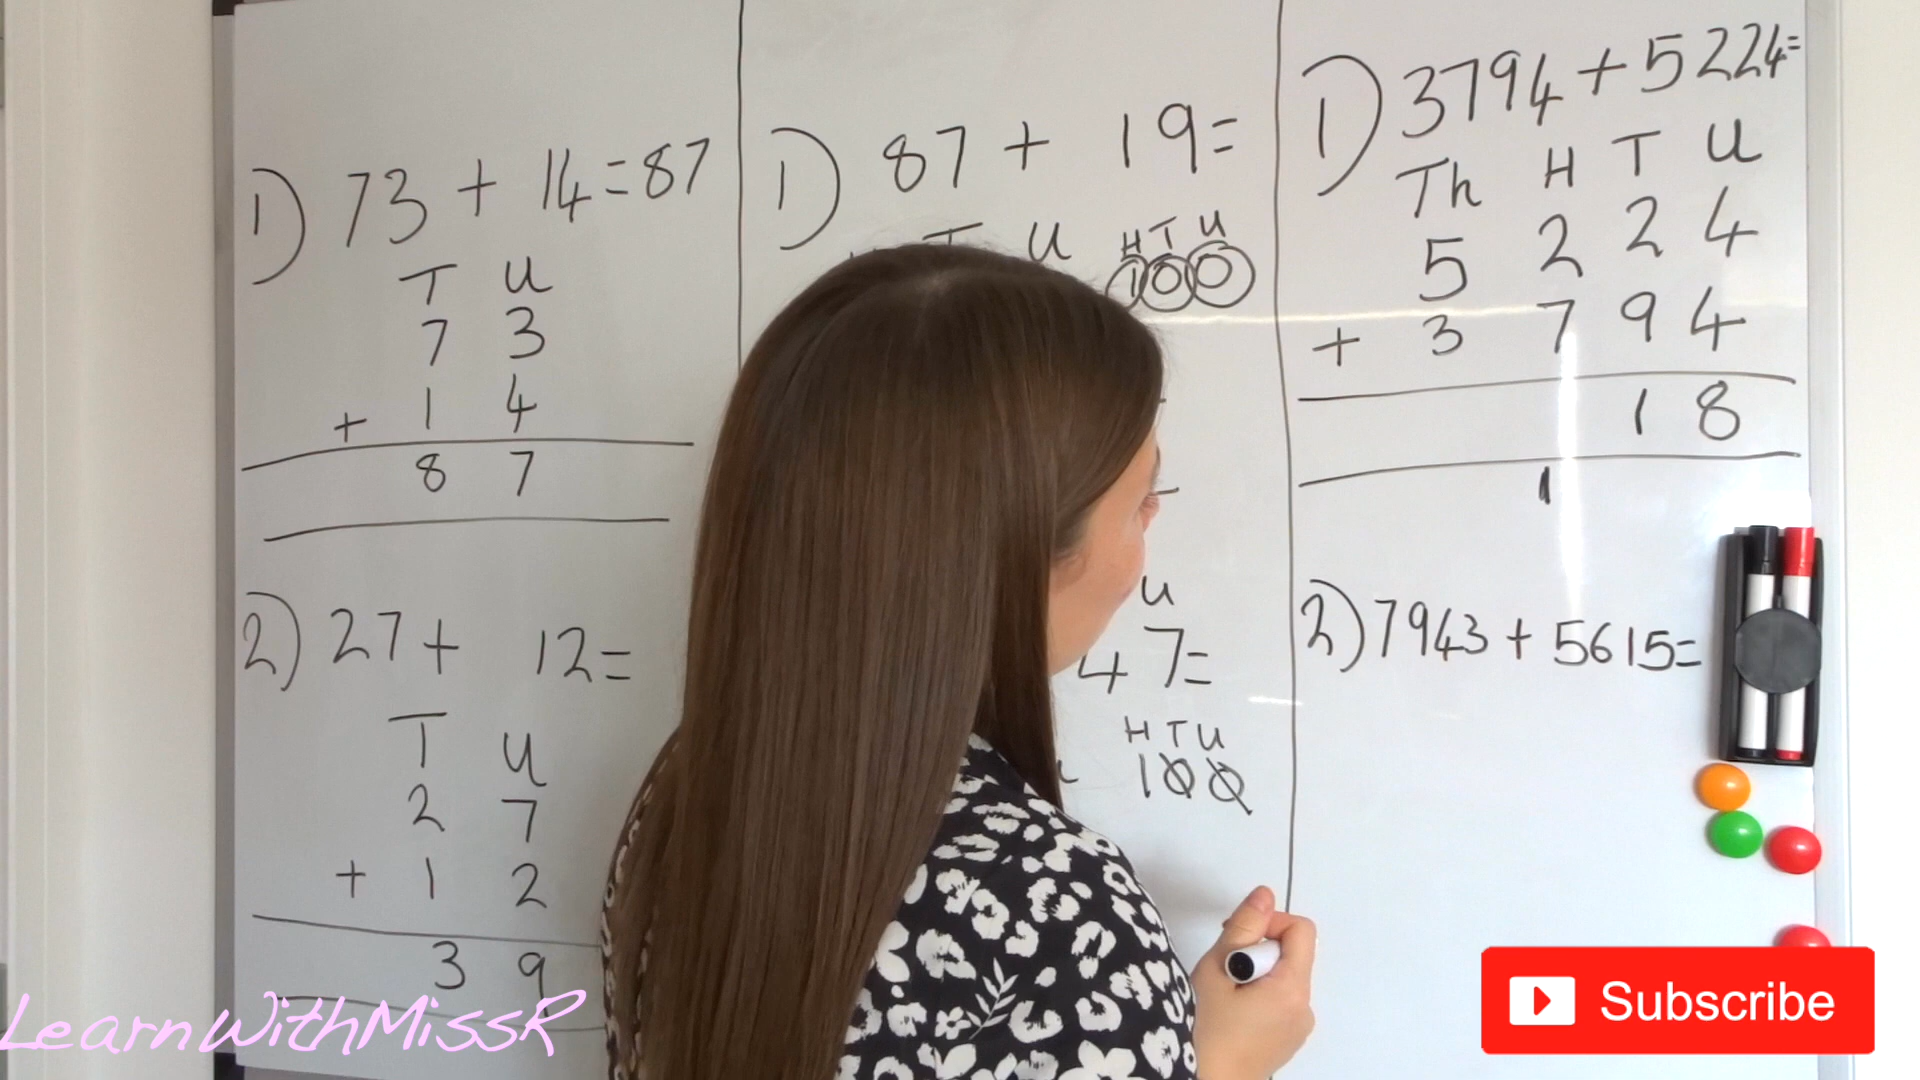 1) 73 + 14 = 87
T U
7 3
+ 1 4
8 7
2) 27 + 12 =
T U
2 7
+ 1 2
3 9
1) 87 + 19 =
T U
H T U
1 0 0
U
4 7 =
H T U
1 0 0
1) 3794 + 5224 =
Th H T U
5 2 2 4
+ 3 7 9 4
1 8
1
2) 7943 + 5615 =
LearnWithMissR
Subscribe